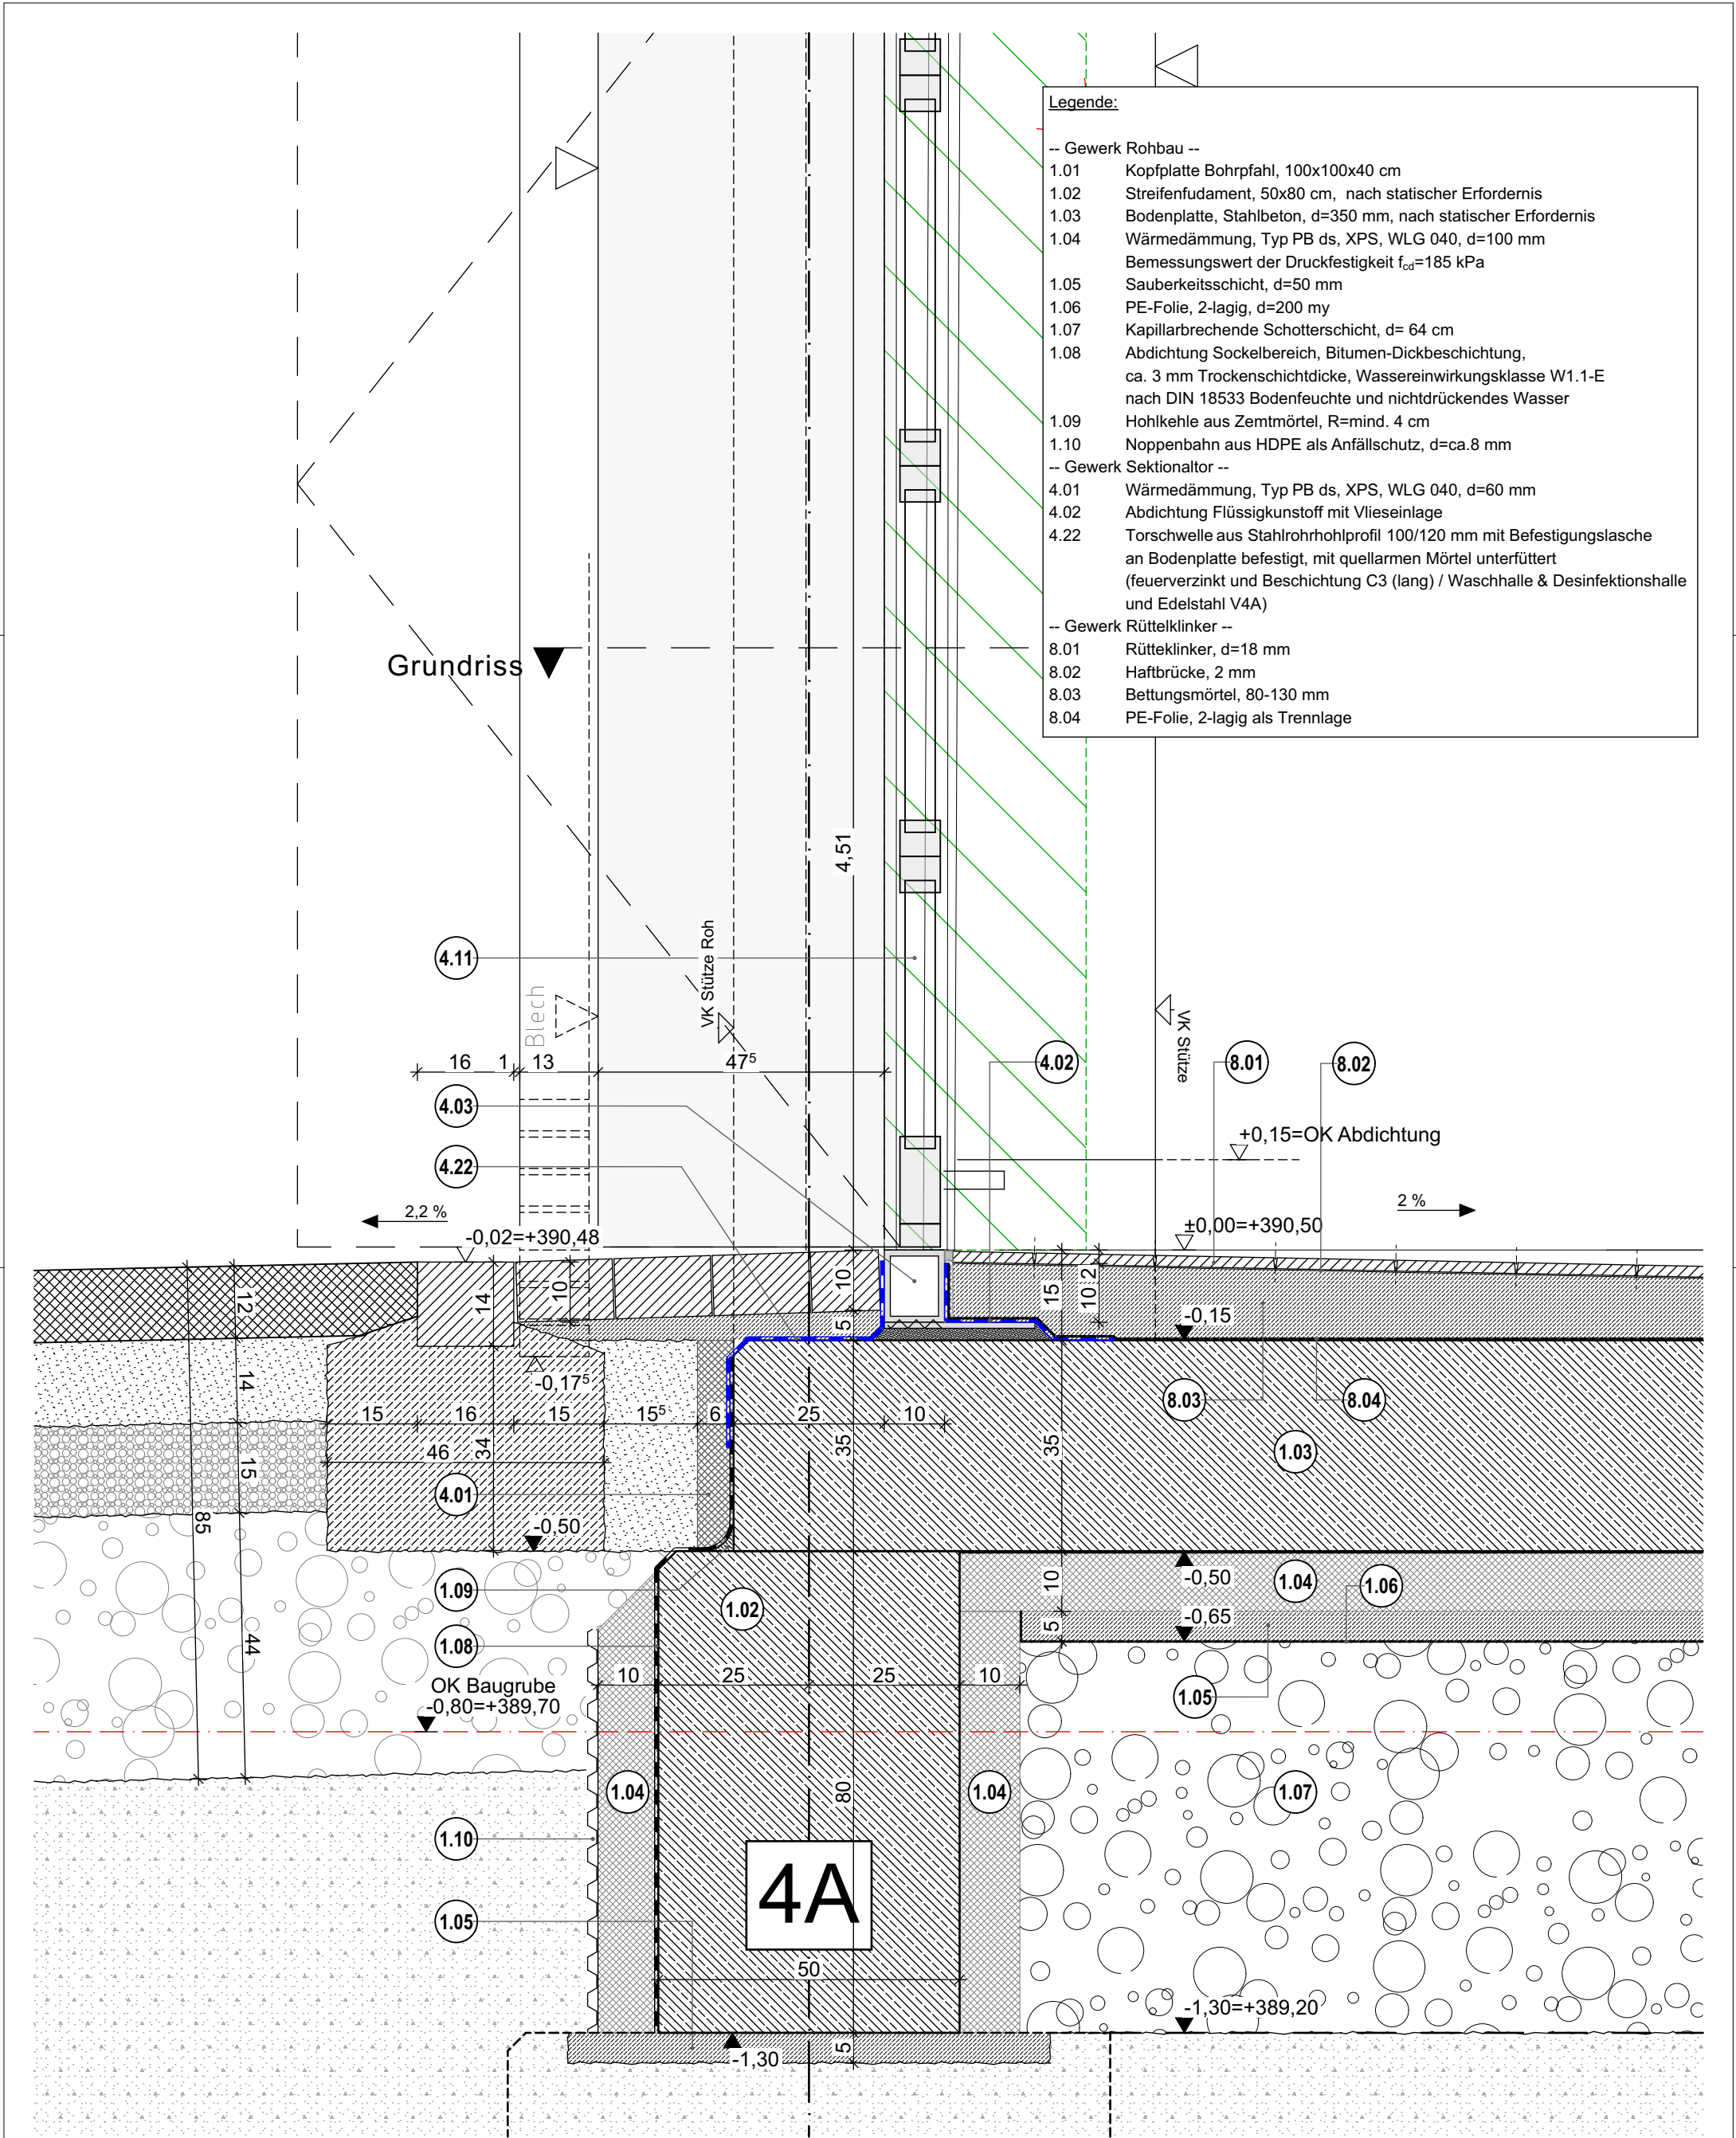 Legende:
-- Gewerk Rohbau --
1.01 Kopfplatte Bohrpfahl, 100x100x40 cm
1.02 Streifenfudament, 50x80 cm, nach statischer Erfordernis
1.03 Bodenplatte, Stahlbeton, d=350 mm, nach statischer Erfordernis
1.04 Wärmedämmung, Typ PB ds, XPS, WLG 040, d=100 mm
Bemessungswert der Druckfestigkeit fcd=185 kPa
1.05 Sauberkeitsschicht, d=50 mm
1.06 PE-Folie, 2-lagig, d=200 my
1.07 Kapillarbrechende Schotterschicht, d= 64 cm
1.08 Abdichtung Sockelbereich, Bitumen-Dickbeschichtung,
ca. 3 mm Trockenschichtdicke, Wassereinwirkungsklasse W1.1-E
nach DIN 18533 Bodenfeuchte und nichtdrückendes Wasser
1.09 Hohlkehle aus Zemtmörtel, R=mind. 4 cm
1.10 Noppenbahn aus HDPE als Anfällschutz, d=ca.8 mm
-- Gewerk Sektionaltor --
4.01 Wärmedämmung, Typ PB ds, XPS, WLG 040, d=60 mm
4.02 Abdichtung Flüssigkunstoff mit Vlieseinlage
4.22 Torschwelle aus Stahlrohrhohlprofil 100/120 mm mit Befestigungslasche
an Bodenplatte befestigt, mit quellarmen Mörtel unterfüttert
(feuerverzinkt und Beschichtung C3 (lang) / Waschhalle & Desinfektionshalle
und Edelstahl V4A)
-- Gewerk Rüttelklinker --
8.01 Rütteklinker, d=18 mm
8.02 Haftbrücke, 2 mm
8.03 Bettungsmörtel, 80-130 mm
8.04 PE-Folie, 2-lagig als Trennlage
Grundriss
4,51
4.11
VK Stütze Roh
Blech
VK Stütze
16 1 13 47⁵
4.02
8.01
8.02
4.03
+0,15=OK Abdichtung
4.22
2,2 %
2 %
-0,02=+390,48
±0,00=+390,50
12
14
10
10
5
15
10
12
-0,15
-0,17⁵
14
8.03
8.04
15 16 15 15⁵ 6 25 10
46
34
35
35
1.03
15
4.01
85
-0,50
1.09
1.02
10
-0,50
1.04
1.06
5
-0,65
1.08
44
10 25 25 10
1.05
OK Baugrube
-0,80=+389,70
1.04
80
1.04
1.07
1.10
4A
1.05
50
-1,30=+389,20
-1,30
5